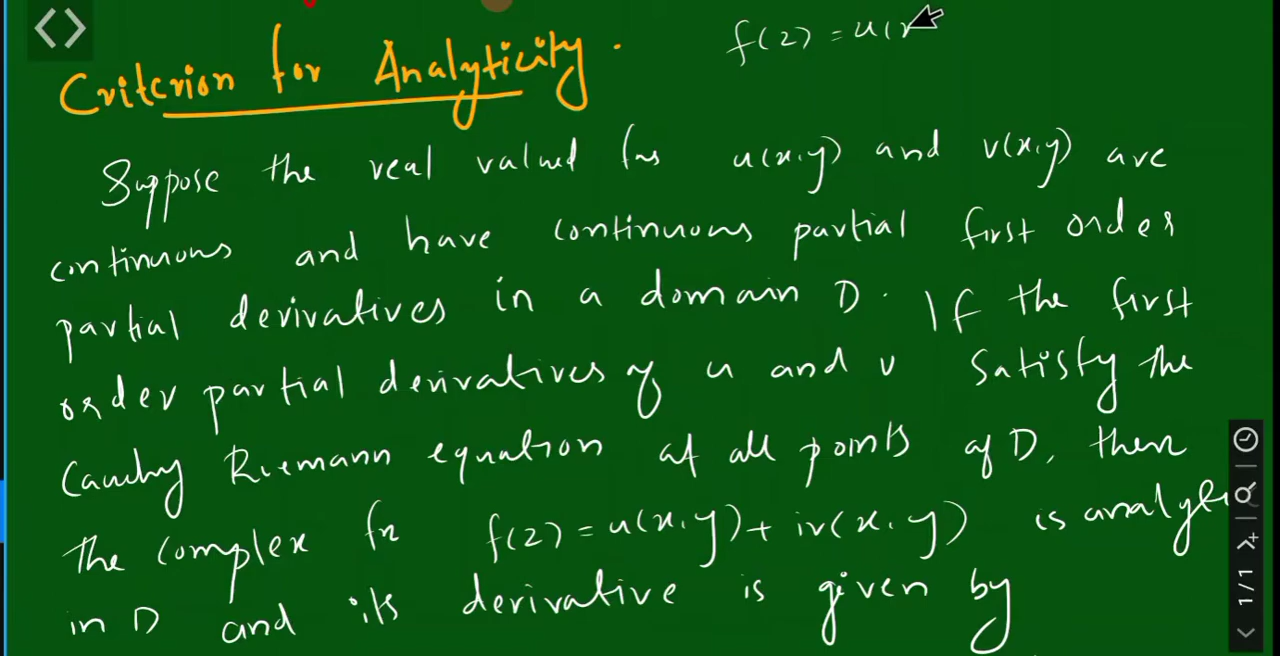 f(z) = u(x
Criterion for Analyticity.
Suppose the real valued fns u(x,y) and v(x,y) are
continuous and have continuous partial first order
partial derivatives in a domain D. If the first
order partial derivatives of u and v satisfy the
Cauchy Riemann equation at all points of D, then
the complex fn f(z) = u(x,y) + iv(x,y) is analytic
in D and its derivative is given by
1/1